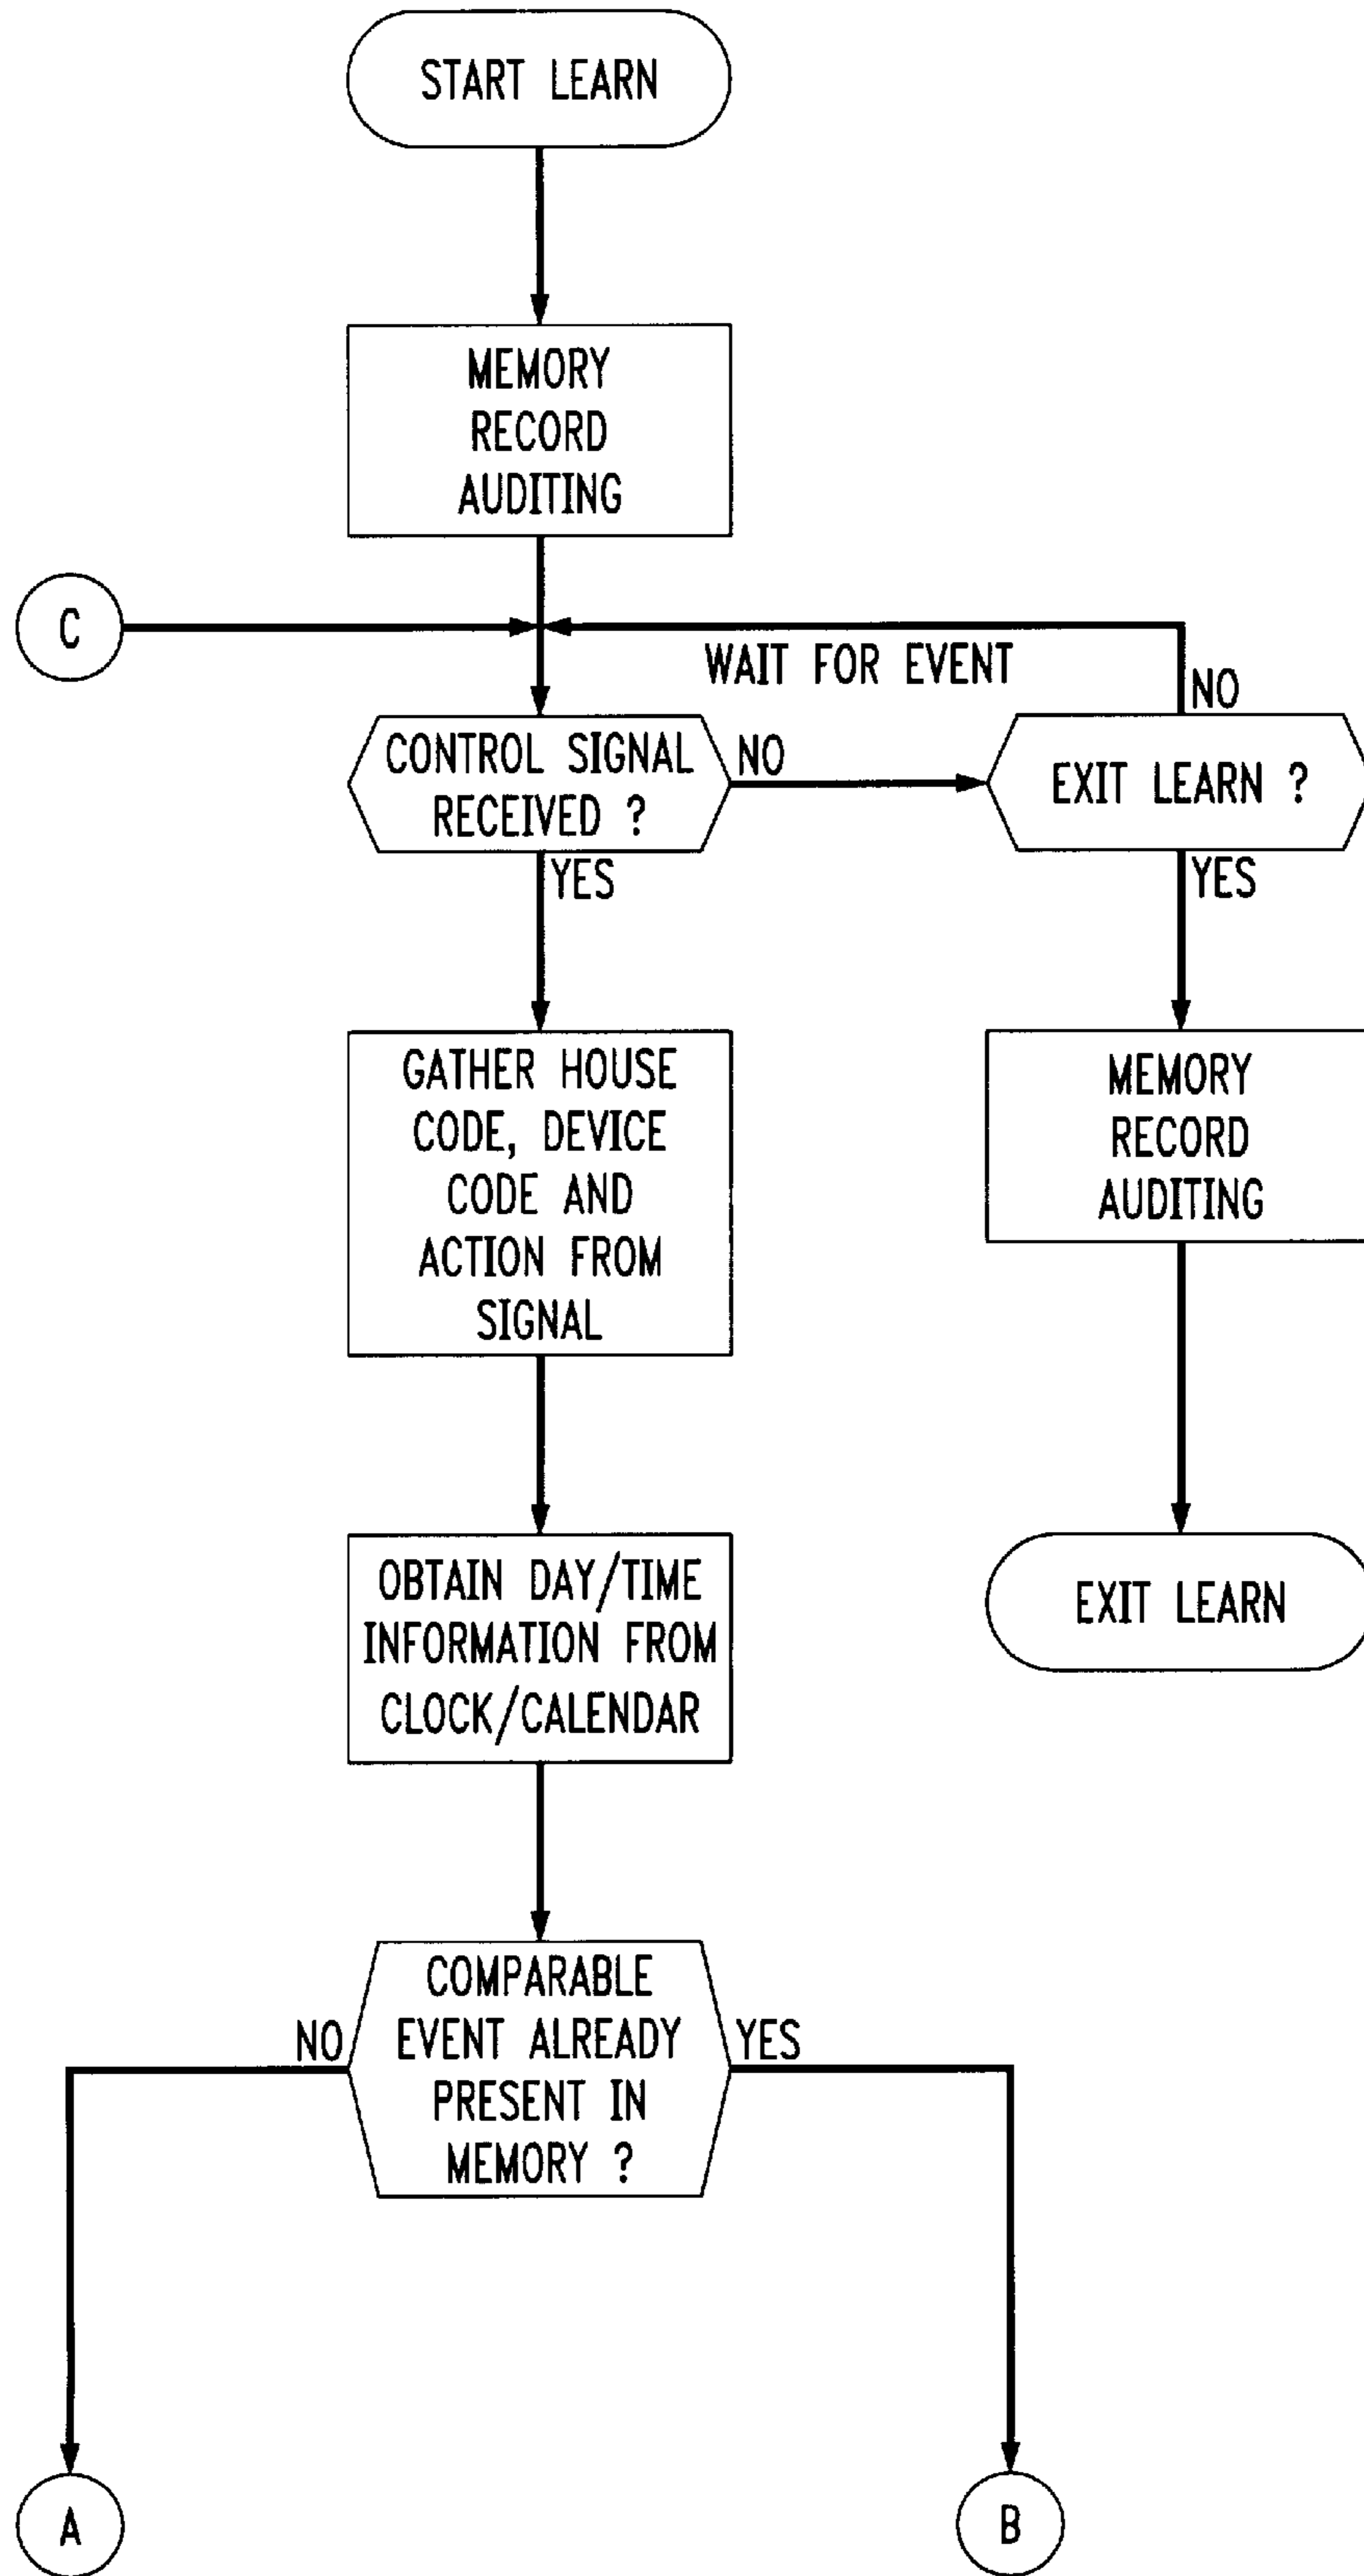 START LEARN
MEMORY
RECORD
AUDITING
C
WAIT FOR EVENT
NO
CONTROL SIGNAL
RECEIVED ?
NO
EXIT LEARN ?
YES
YES
GATHER HOUSE
CODE, DEVICE
CODE AND
ACTION FROM
SIGNAL
MEMORY
RECORD
AUDITING
OBTAIN DAY/TIME
INFORMATION FROM
CLOCK/CALENDAR
EXIT LEARN
COMPARABLE
EVENT ALREADY
PRESENT IN
MEMORY ?
NO
YES
A
B